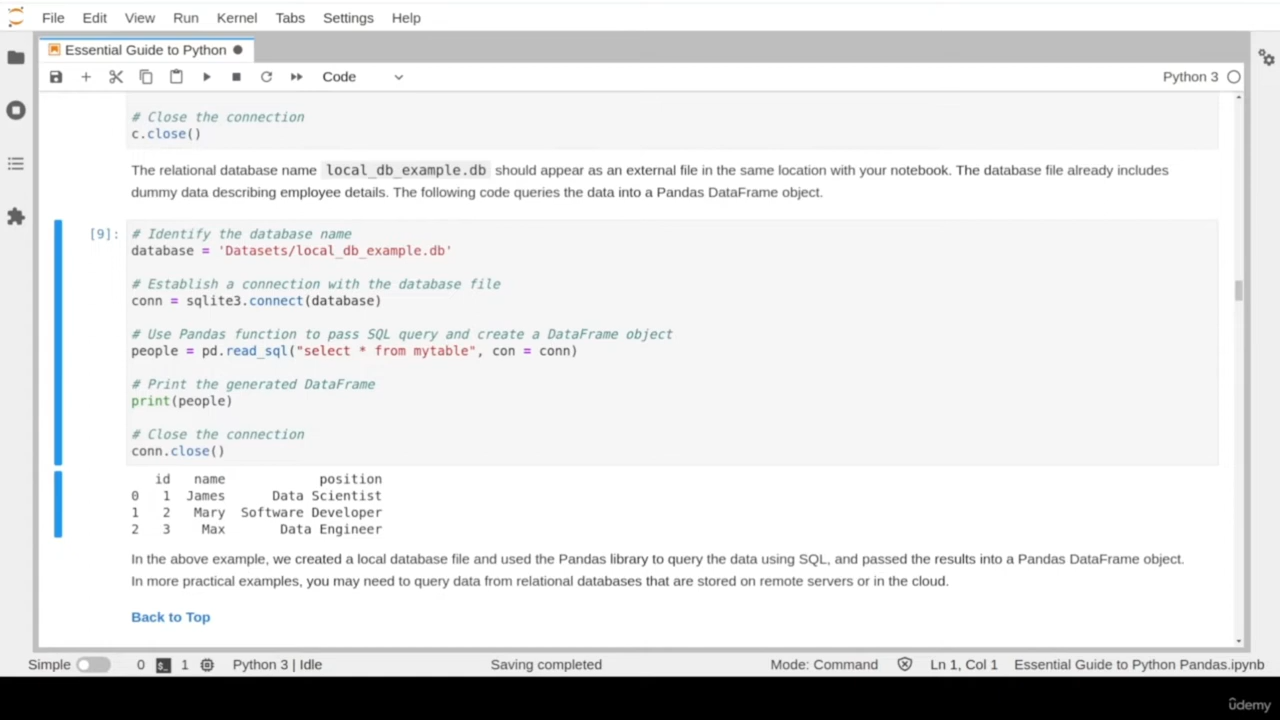 File Edit View Run Kernel Tabs Settings Help
Essential Guide to Python
Code
Python 3
# Close the connection
c.close()
The relational database name local_db_example.db should appear as an external file in the same location with your notebook. The database file already includes
dummy data describing employee details. The following code queries the data into a Pandas DataFrame object.
[9]: # Identify the database name
database = 'Datasets/local_db_example.db'
# Establish a connection with the database file
conn = sqlite3.connect(database)
# Use Pandas function to pass SQL query and create a DataFrame object
people = pd.read_sql("select * from mytable", con = conn)
# Print the generated DataFrame
print(people)
# Close the connection
conn.close()
id name position
0 1 James Data Scientist
1 2 Mary Software Developer
2 3 Max Data Engineer
In the above example, we created a local database file and used the Pandas library to query the data using SQL, and passed the results into a Pandas DataFrame object.
In more practical examples, you may need to query data from relational databases that are stored on remote servers or in the cloud.
Back to Top
Simple 0 $_ 1 Python 3 | Idle Saving completed Mode: Command Ln 1, Col 1 Essential Guide to Python Pandas.ipynb
ûdemy